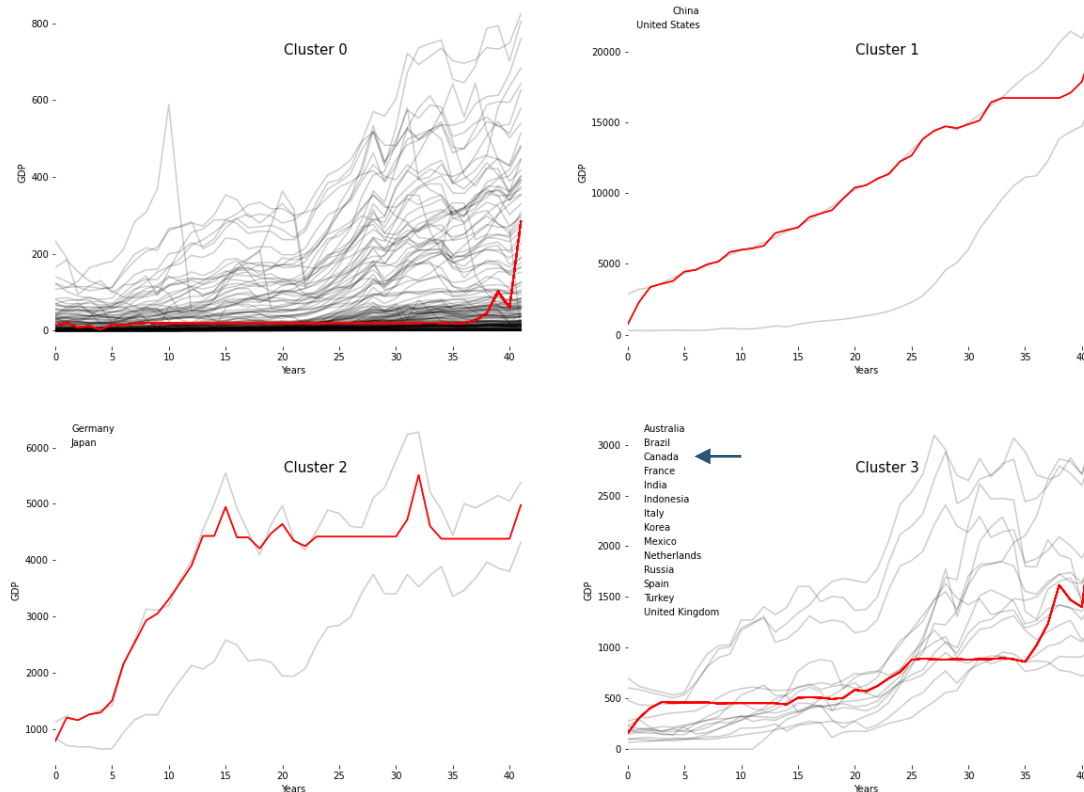 Cluster 0
800
600
400
200
0
GDP
0 5 10 15 20 25 30 35 40
Years
China
United States
Cluster 1
20000
15000
10000
5000
0
GDP
0 5 10 15 20 25 30 35 40
Years
Germany
Japan
Cluster 2
6000
5000
4000
3000
2000
1000
GDP
0 5 10 15 20 25 30 35 40
Years
Australia
Brazil
Canada
France
India
Indonesia
Italy
Korea
Mexico
Netherlands
Russia
Spain
Turkey
United Kingdom
Cluster 3
3000
2500
2000
1500
1000
500
0
GDP
0 5 10 15 20 25 30 35 40
Years